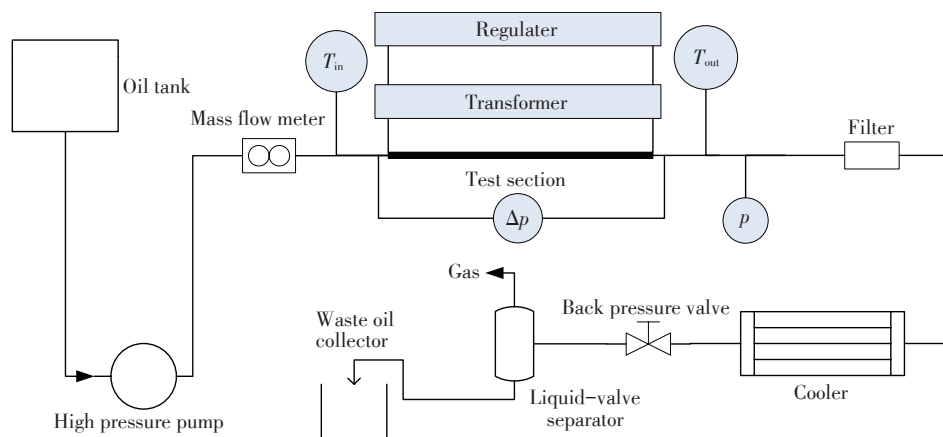 Regulater
T_in
T_out
Oil tank
Transformer
Mass flow meter
Filter
Test section
Δp
p
Gas
Back pressure valve
Waste oil
collector
Liquid-valve
separator
Cooler
High pressure pump